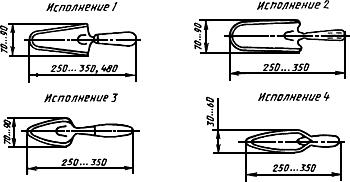 Исполнение 1
70...90
250...350, 480
Исполнение 2
70...90
250...350
Исполнение 3
70...90
250...350
Исполнение 4
30...60
250...350